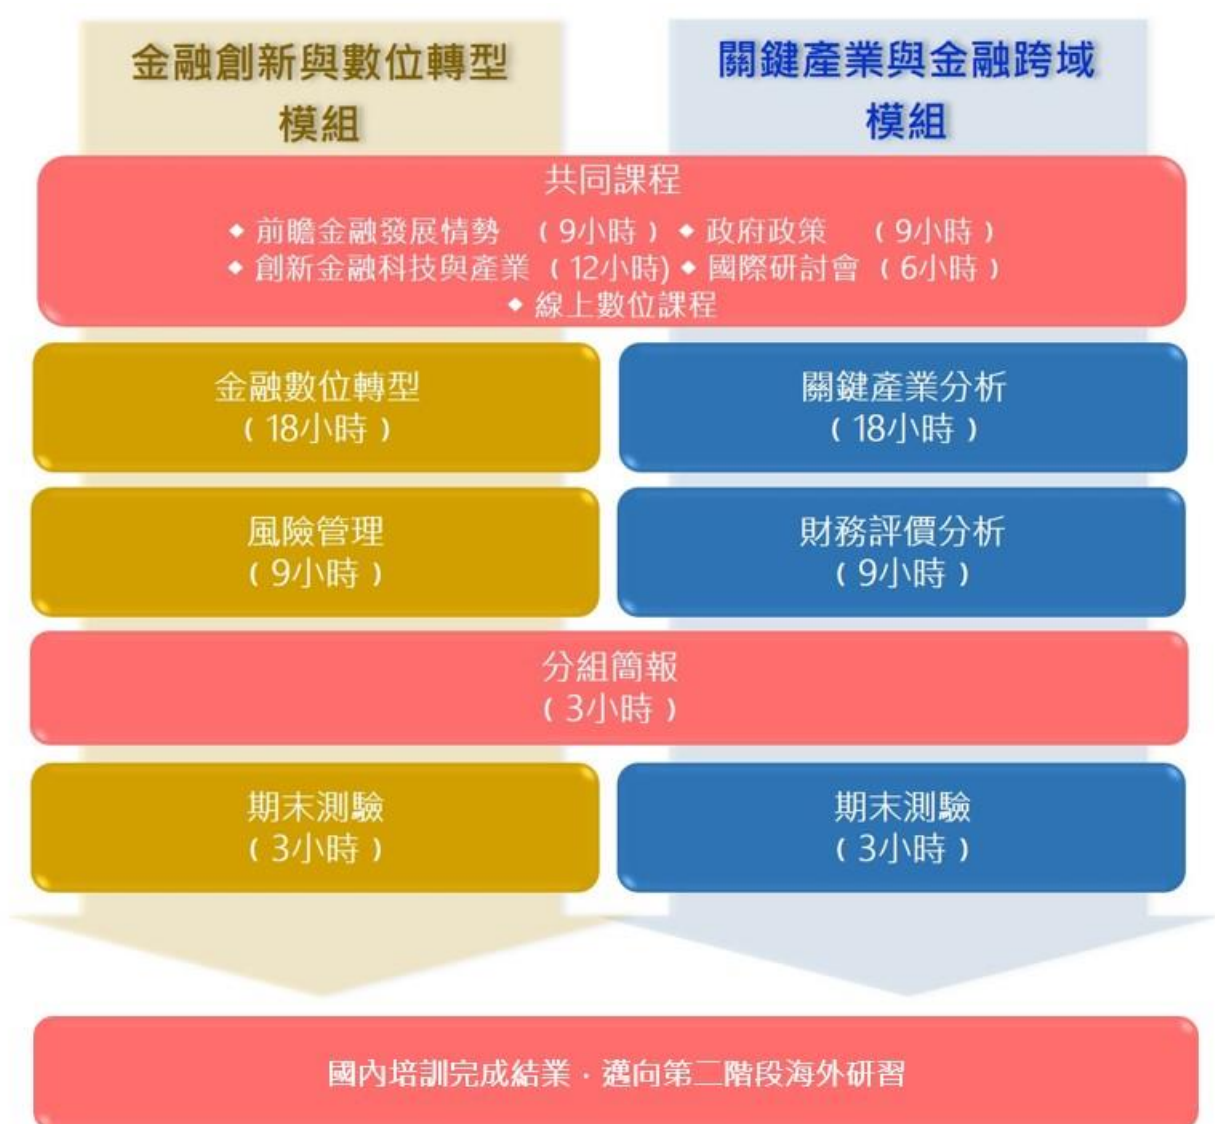 金融創新與數位轉型
模組
關鍵產業與金融跨域
模組
共同課程
◆ 前瞻金融發展情勢 （9小時）◆ 政府政策 （9小時）
◆ 創新金融科技與產業（12小時)◆ 國際研討會（6小時）
◆ 線上數位課程
金融數位轉型
（18小時）
關鍵產業分析
（18小時）
風險管理
（9小時）
財務評價分析
（9小時）
分組簡報
（3小時）
期末測驗
（3小時）
期末測驗
（3小時）
國內培訓完成結業．邁向第二階段海外研習